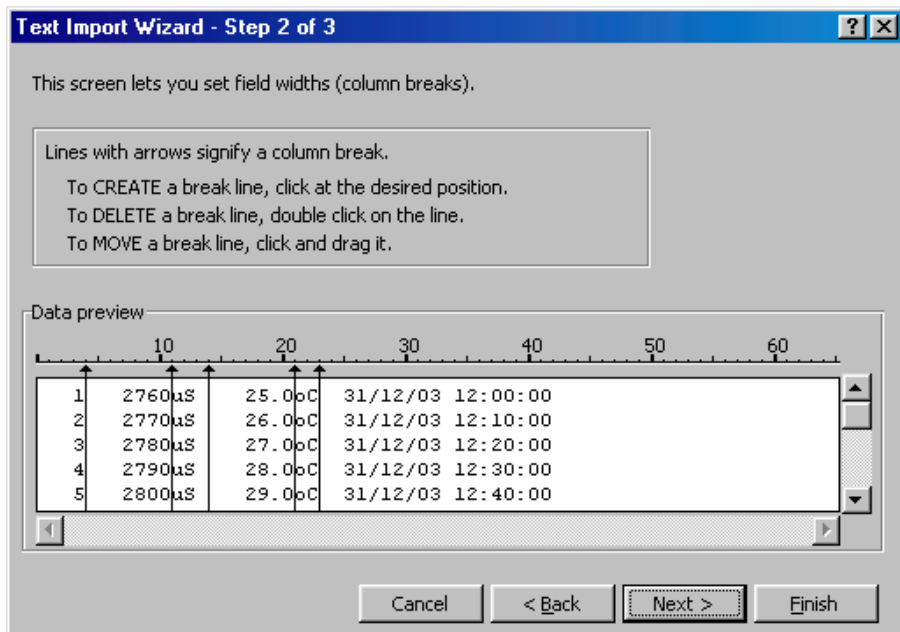 Text Import Wizard - Step 2 of 3
This screen lets you set field widths (column breaks).
Lines with arrows signify a column break.
To CREATE a break line, click at the desired position.
To DELETE a break line, double click on the line.
To MOVE a break line, click and drag it.
Data preview
10 20 30 40 50 60
1 2760uS 25.0oC 31/12/03 12:00:00
2 2770uS 26.0oC 31/12/03 12:10:00
3 2780uS 27.0oC 31/12/03 12:20:00
4 2790uS 28.0oC 31/12/03 12:30:00
5 2800uS 29.0oC 31/12/03 12:40:00
Cancel < Back Next > Finish